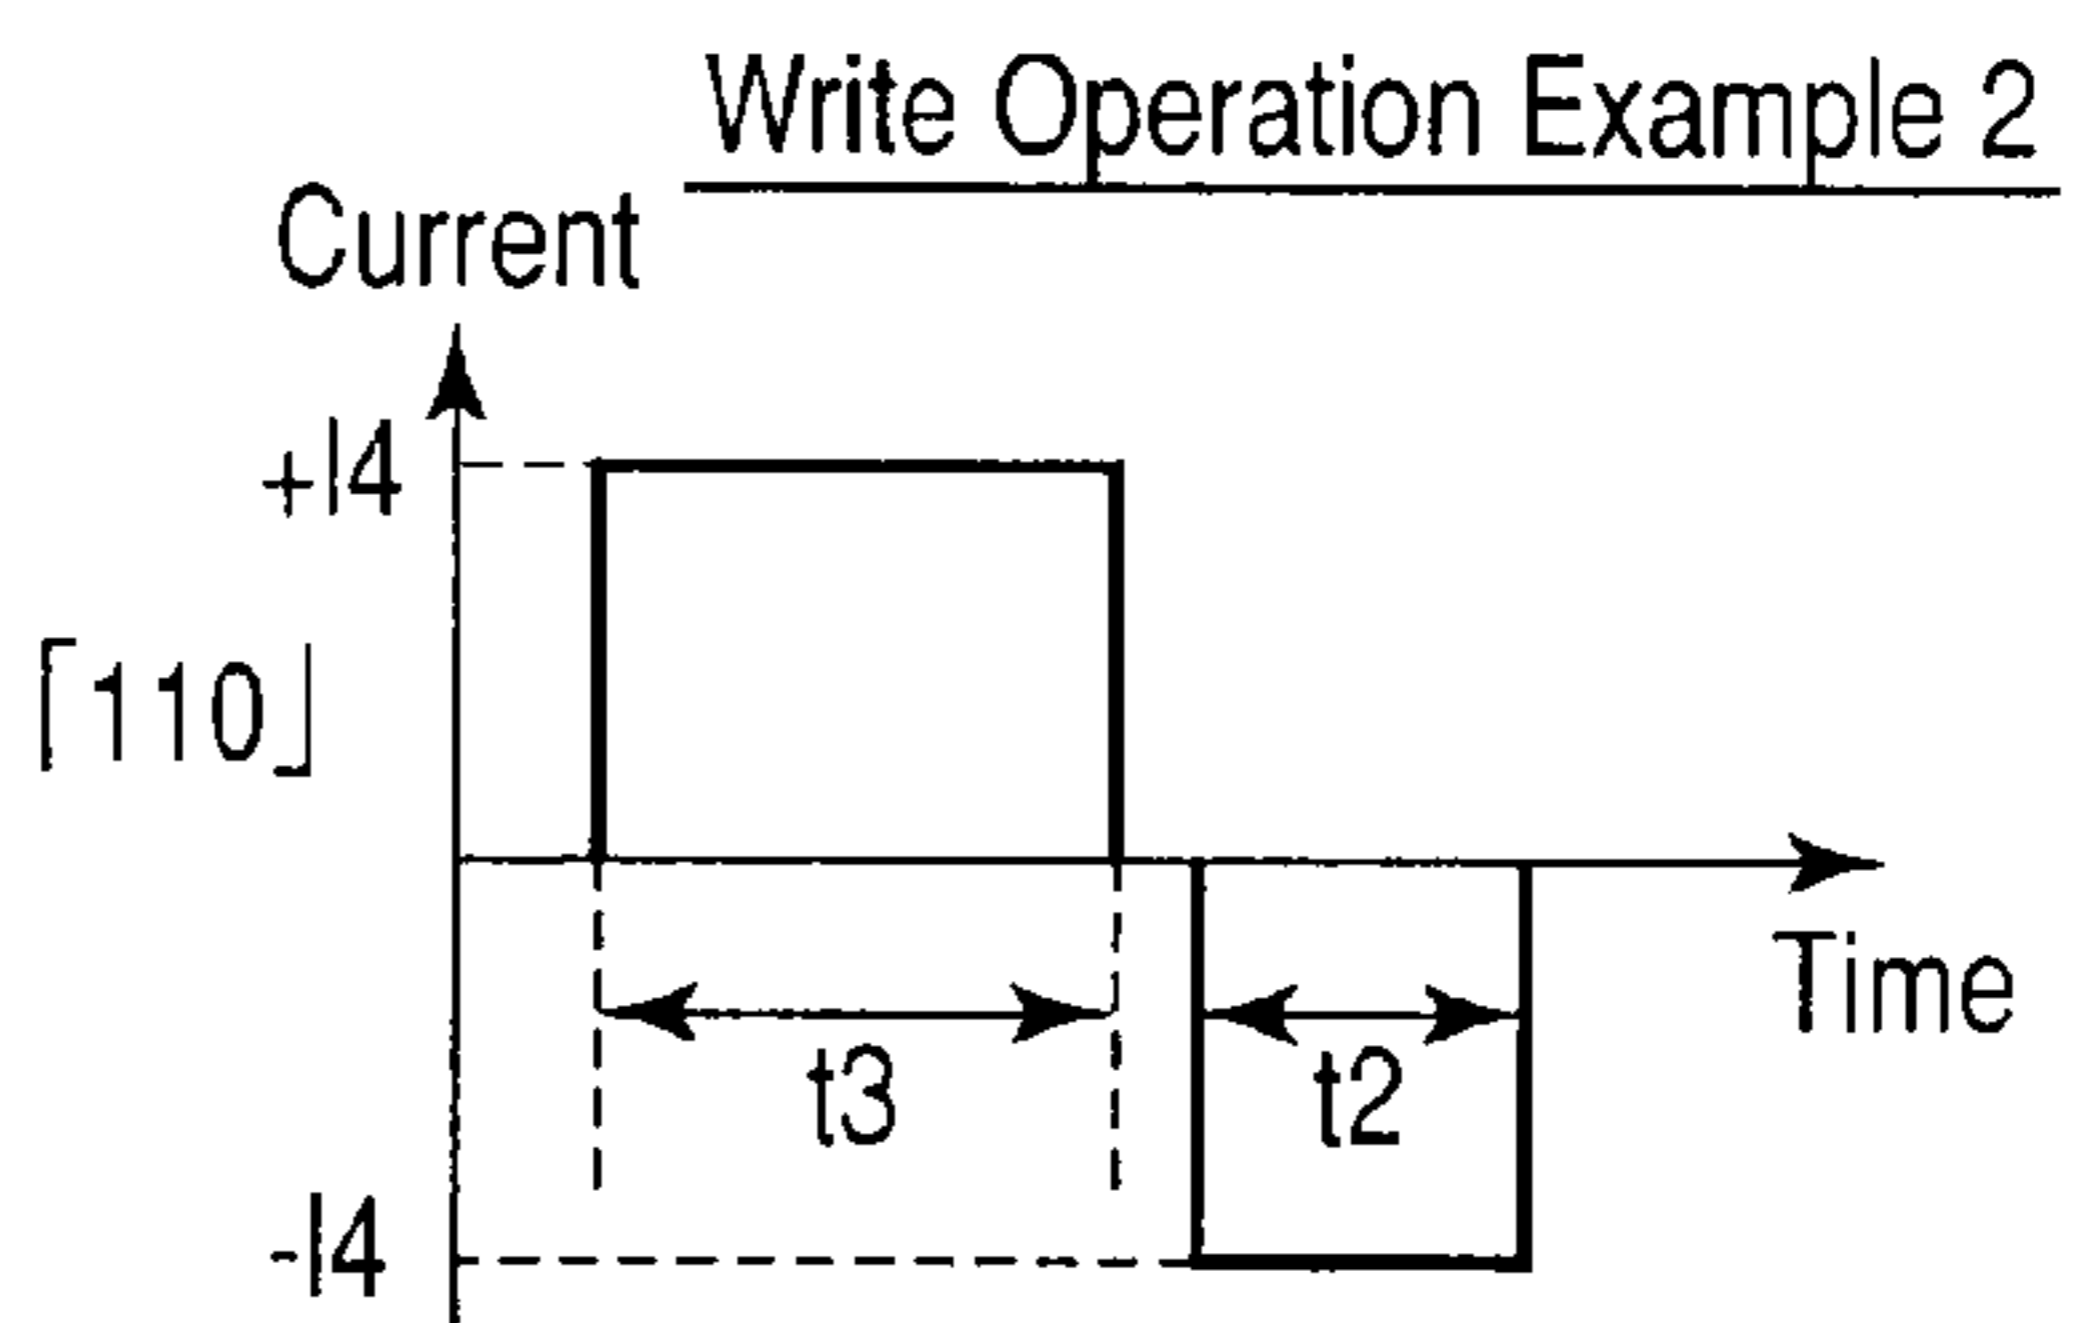 Write Operation Example 2
Current
+I4
「110」
t3
t2
Time
-I4